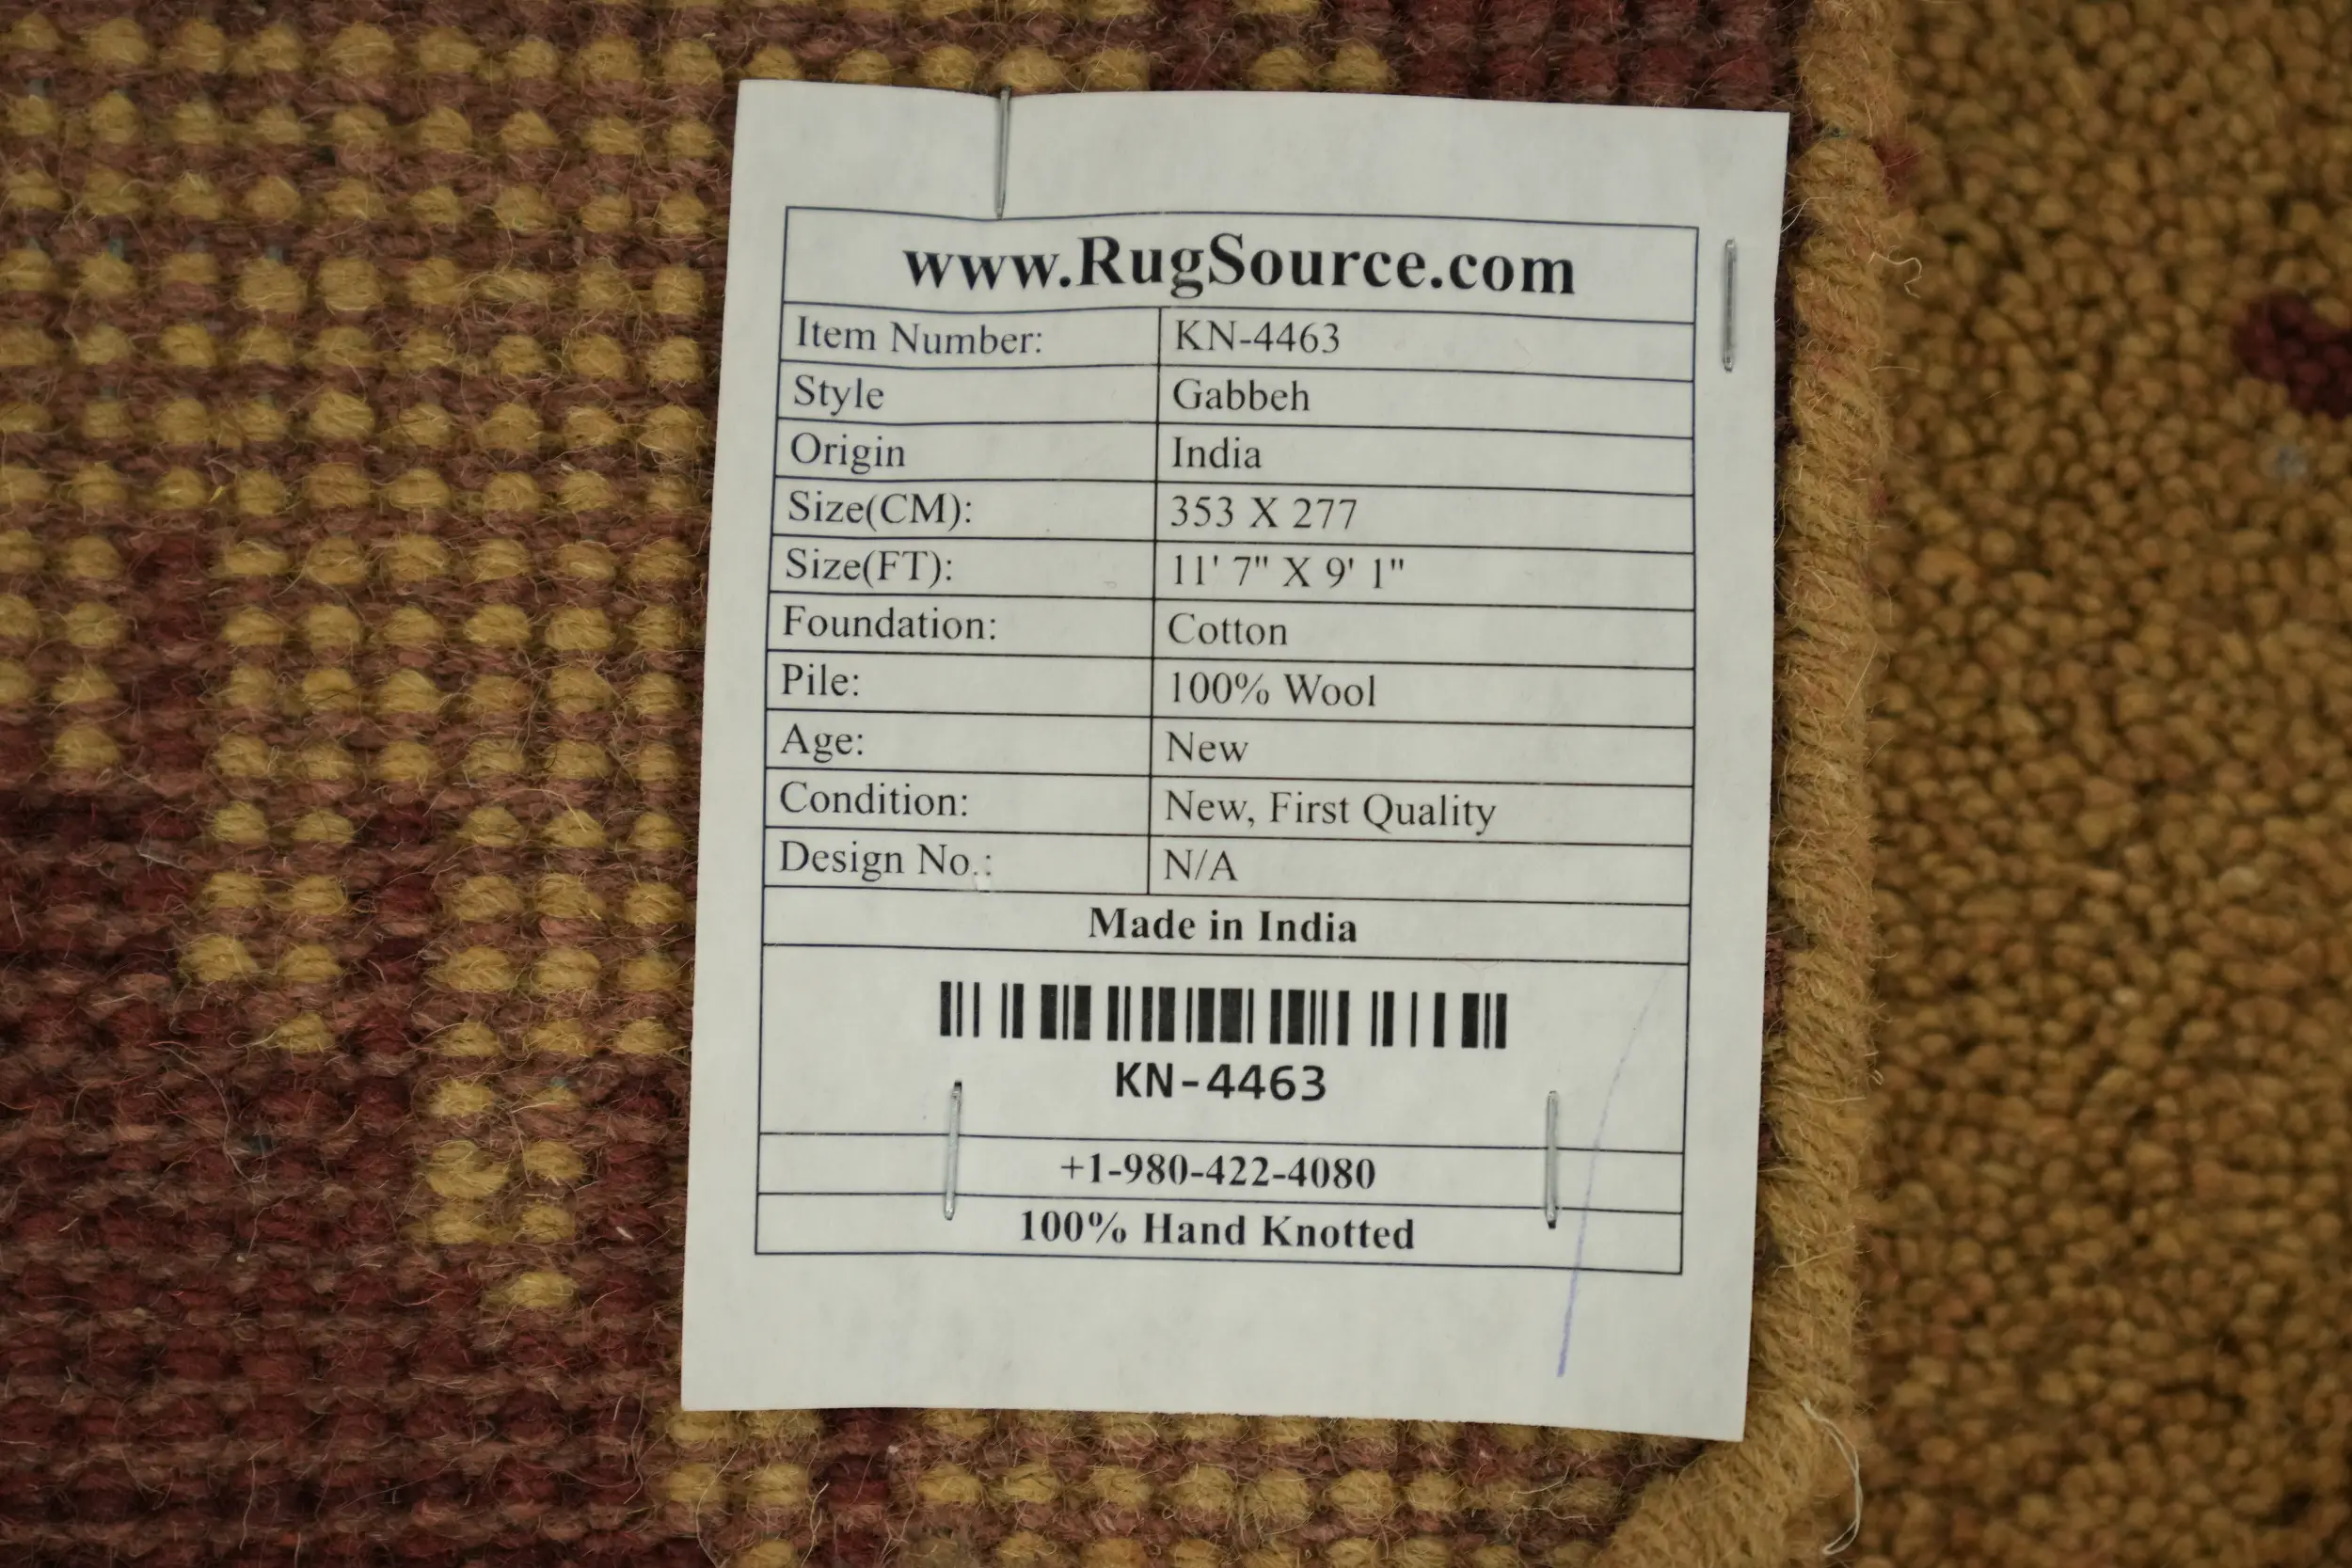 www.RugSource.com
Item Number: KN-4463
Style Gabbeh
Origin India
Size(CM): 353 X 277
Size(FT): 11' 7" X 9' 1"
Foundation: Cotton
Pile: 100% Wool
Age: New
Condition: New, First Quality
Design No.: N/A
Made in India
KN-4463
+1-980-422-4080
100% Hand Knotted